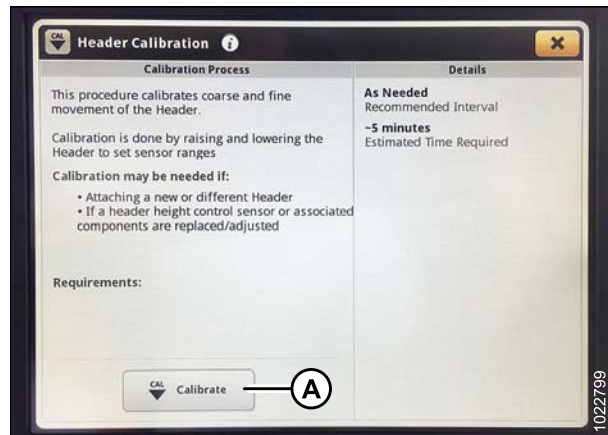 CAL Header Calibration i
Calibration Process
Details
This procedure calibrates coarse and fine
movement of the Header.
Calibration is done by raising and lowering the
Header to set sensor ranges
Calibration may be needed if:
• Attaching a new or different Header
• If a header height control sensor or associated
components are replaced/adjusted
Requirements:
As Needed
Recommended Interval
~5 minutes
Estimated Time Required
CAL Calibrate
A
1022799